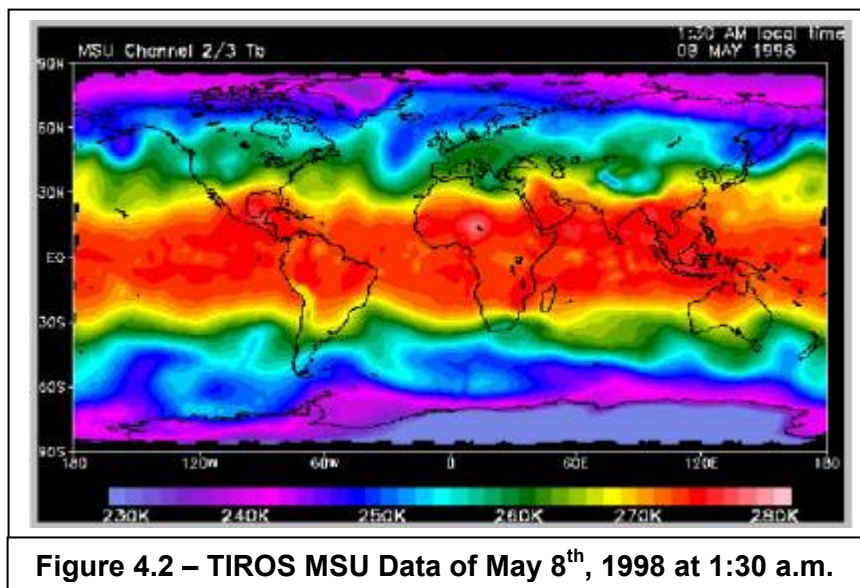 1:30 AM local time
MSU Channel 2/3 Tb
09 MAY 1998
90N
60N
30N
EQ
30S
60S
90S
180 120W 60W 0 60E 120E 180
230K 240K 250K 260K 270K 280K
Figure 4.2 – TIROS MSU Data of May 8th, 1998 at 1:30 a.m.